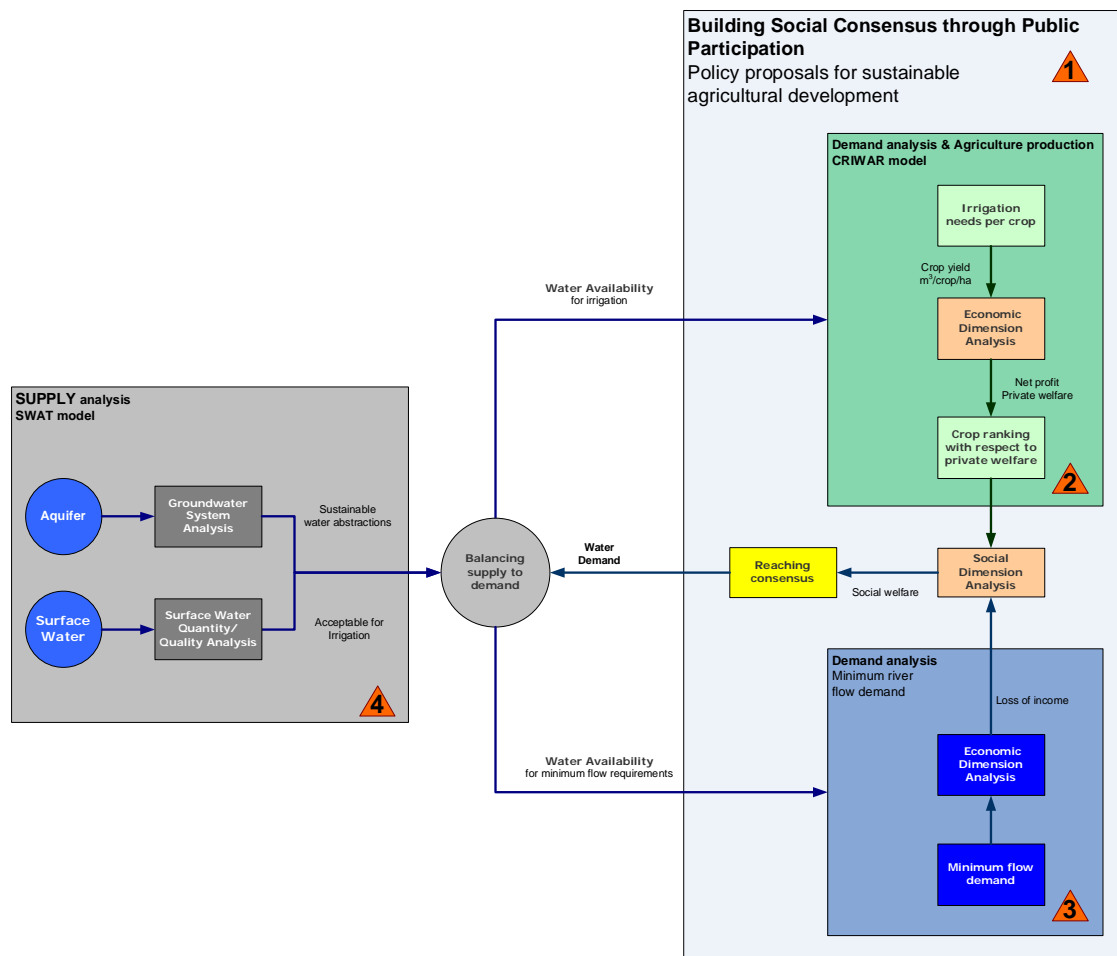 Building Social Consensus through Public
Participation
Policy proposals for sustainable
agricultural development
1
Demand analysis & Agriculture production
CRIWAR model
Irrigation
needs per crop
Crop yield
m³/crop/ha
Economic
Dimension
Analysis
Net profit
Private welfare
Crop ranking
with respect to
private welfare
2
Water Availability
for irrigation
SUPPLY analysis
SWAT model
Aquifer
Groundwater
System
Analysis
Sustainable
water abstractions
Surface
Water
Surface Water
Quantity/
Quality Analysis
Acceptable for
Irrigation
4
Balancing
supply to
demand
Water
Demand
Reaching
consensus
Social welfare
Social
Dimension
Analysis
Water Availability
for minimum flow requirements
Demand analysis
Minimum river
flow demand
Loss of income
Economic
Dimension
Analysis
Minimum flow
demand
3